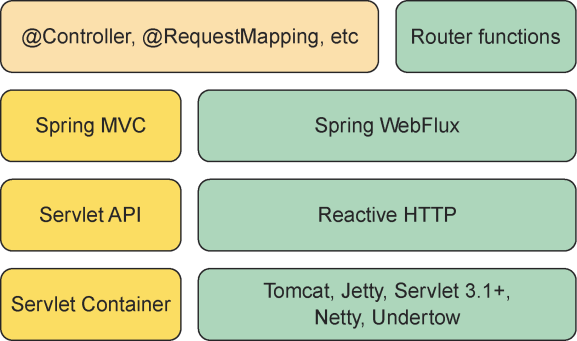 @Controller, @RequestMapping, etc
Router functions
Spring MVC
Spring WebFlux
Servlet API
Reactive HTTP
Servlet Container
Tomcat, Jetty, Servlet 3.1+,
Netty, Undertow